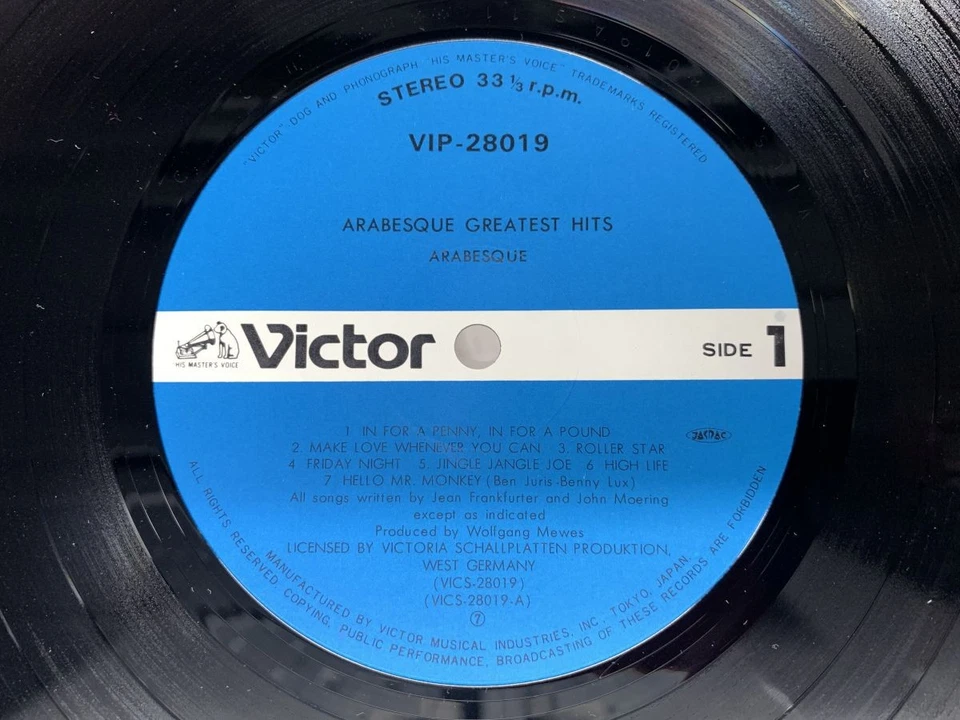 "VICTOR" DOG AND PHONOGRAPH "HIS MASTER'S VOICE" TRADEMARKS REGISTERED
STEREO 33 ⅓ r.p.m.
VIP-28019
ARABESQUE GREATEST HITS
ARABESQUE
HIS MASTER'S VOICE
Victor
SIDE 1
1 IN FOR A PENNY, IN FOR A POUND
2. MAKE LOVE WHENEVER YOU CAN 3. ROLLER STAR
4 FRIDAY NIGHT 5. JINGLE JANGLE JOE 6 HIGH LIFE
7 HELLO MR. MONKEY (Ben Juris-Benny Lux)
JASRAC
All songs written by Jean Frankfurter and John Moering
except as indicated
Produced by Wolfgang Mewes
LICENSED BY VICTORIA SCHALLPLATTEN PRODUKTION,
WEST GERMANY
(VICS-28019)
(VICS-28019-A)
7
MANUFACTURED BY VICTOR MUSICAL INDUSTRIES, INC. TOKYO, JAPAN.
ALL RIGHTS RESERVED. COPYING, PUBLIC PERFORMANCE, BROADCASTING OF THESE RECORDS ARE FORBIDDEN